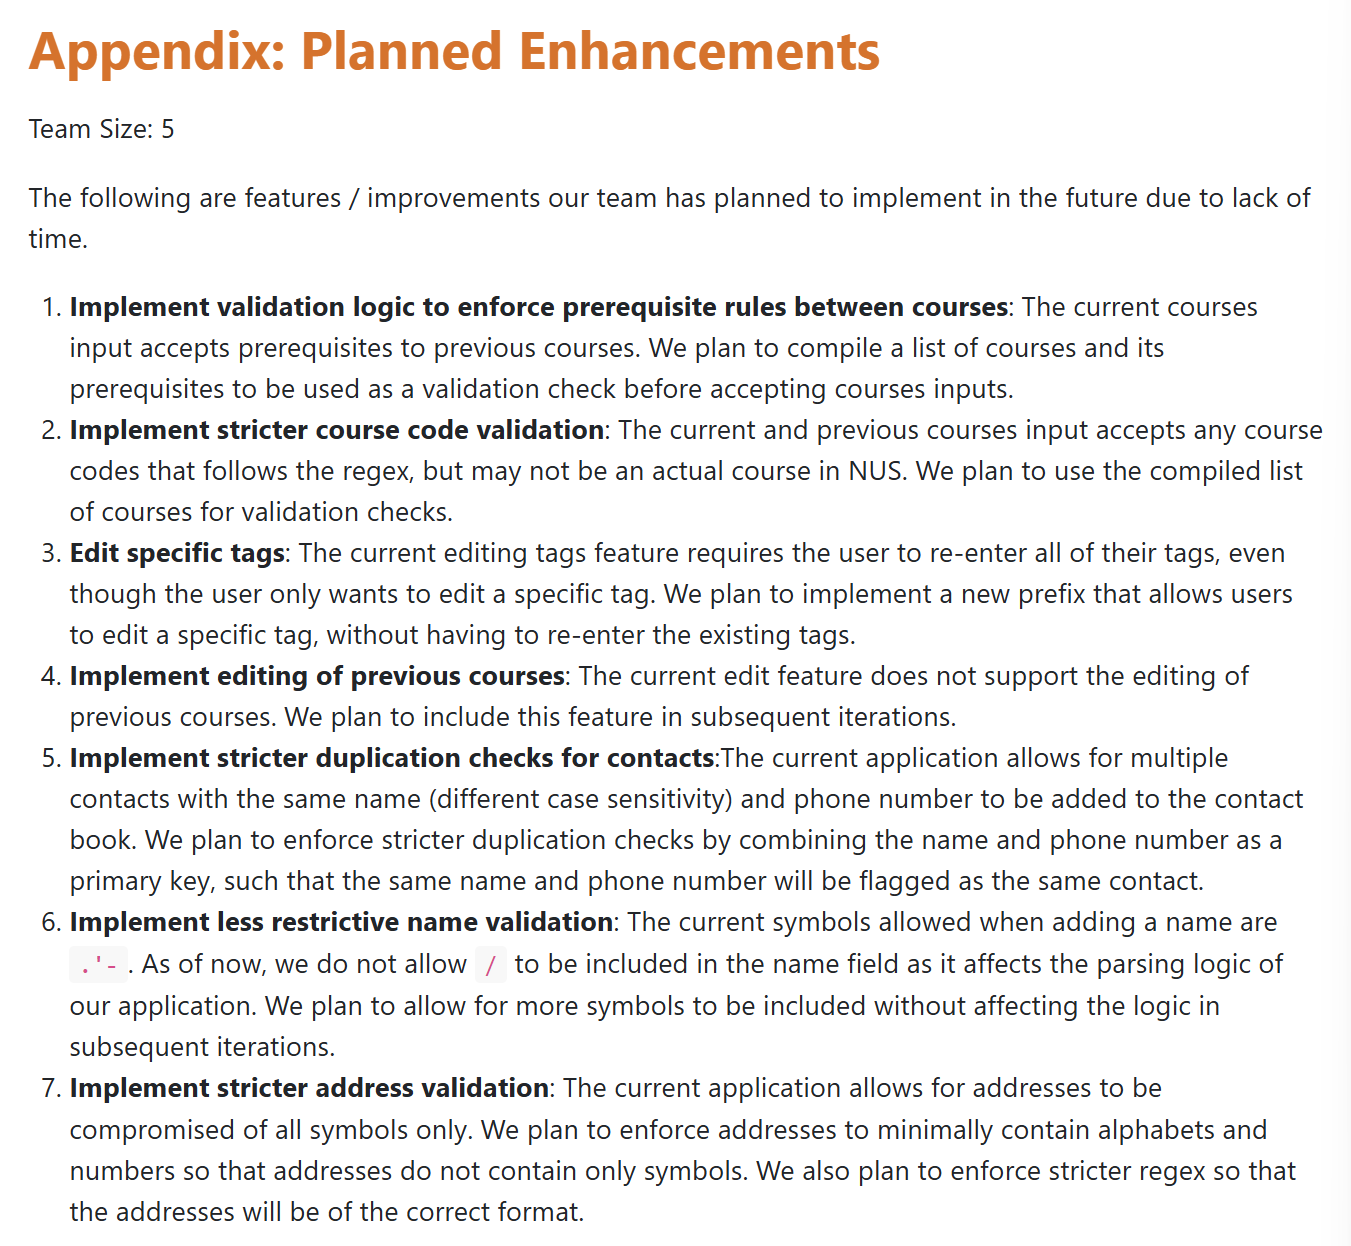 Appendix: Planned Enhancements
Team Size: 5
The following are features / improvements our team has planned to implement in the future due to lack of
time.
1. Implement validation logic to enforce prerequisite rules between courses: The current courses
input accepts prerequisites to previous courses. We plan to compile a list of courses and its
prerequisites to be used as a validation check before accepting courses inputs.
2. Implement stricter course code validation: The current and previous courses input accepts any course
codes that follows the regex, but may not be an actual course in NUS. We plan to use the compiled list
of courses for validation checks.
3. Edit specific tags: The current editing tags feature requires the user to re-enter all of their tags, even
though the user only wants to edit a specific tag. We plan to implement a new prefix that allows users
to edit a specific tag, without having to re-enter the existing tags.
4. Implement editing of previous courses: The current edit feature does not support the editing of
previous courses. We plan to include this feature in subsequent iterations.
5. Implement stricter duplication checks for contacts:The current application allows for multiple
contacts with the same name (different case sensitivity) and phone number to be added to the contact
book. We plan to enforce stricter duplication checks by combining the name and phone number as a
primary key, such that the same name and phone number will be flagged as the same contact.
6. Implement less restrictive name validation: The current symbols allowed when adding a name are
.'- . As of now, we do not allow / to be included in the name field as it affects the parsing logic of
our application. We plan to allow for more symbols to be included without affecting the logic in
subsequent iterations.
7. Implement stricter address validation: The current application allows for addresses to be
compromised of all symbols only. We plan to enforce addresses to minimally contain alphabets and
numbers so that addresses do not contain only symbols. We also plan to enforce stricter regex so that
the addresses will be of the correct format.